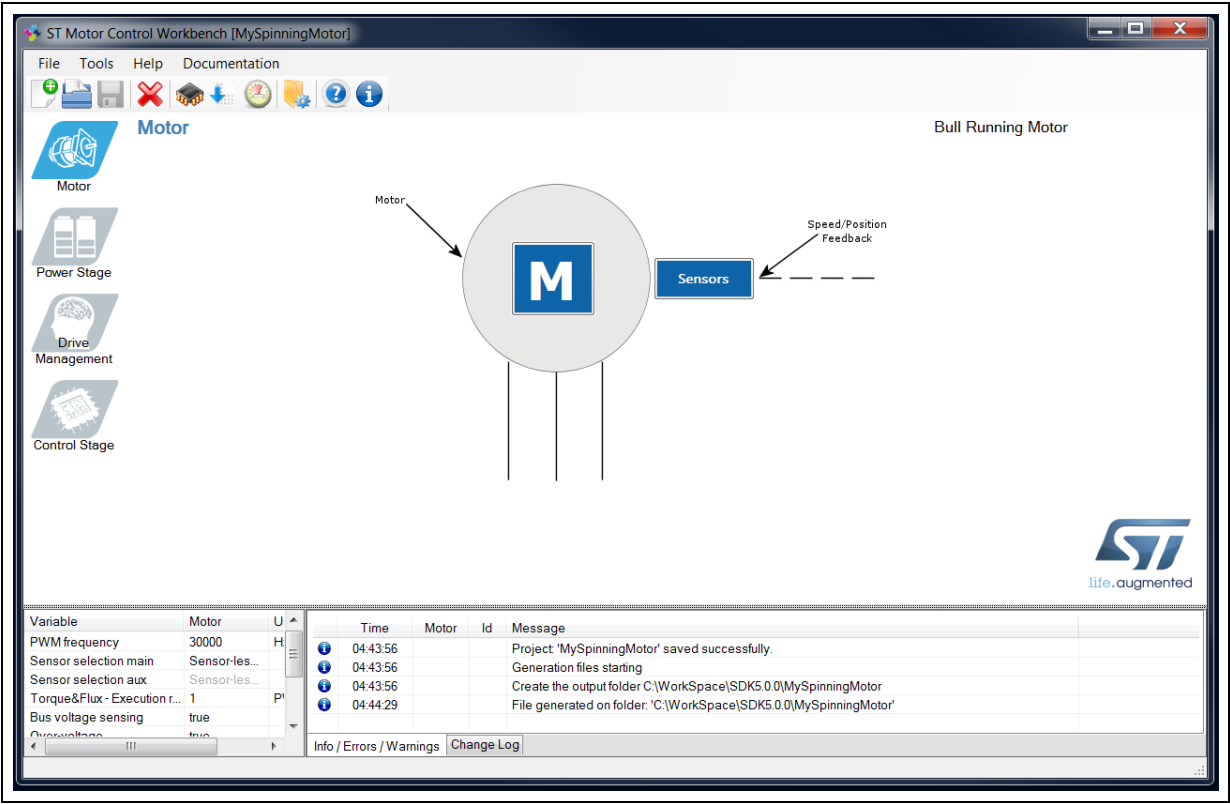 ST Motor Control Workbench [MySpinningMotor]
File Tools Help Documentation
Motor
Bull Running Motor
Motor
Power Stage
Drive
Management
Control Stage
Motor
Speed/Position
Feedback
M
Sensors
ST
life.augmented
Variable Motor U
PWM frequency 30000 H
Sensor selection main Sensor-les...
Sensor selection aux Sensor-les...
Torque&Flux - Execution r... 1 P
Bus voltage sensing true
Over-voltage true
Time Motor Id Message
04:43:56 Project 'MySpinningMotor' saved successfully.
04:43:56 Generation files starting
04:43:56 Create the output folder C:\WorkSpace\SDK5.0.0\MySpinningMotor
04:44:29 File generated on folder: 'C:\WorkSpace\SDK5.0.0\MySpinningMotor'
Info / Errors / Warnings Change Log